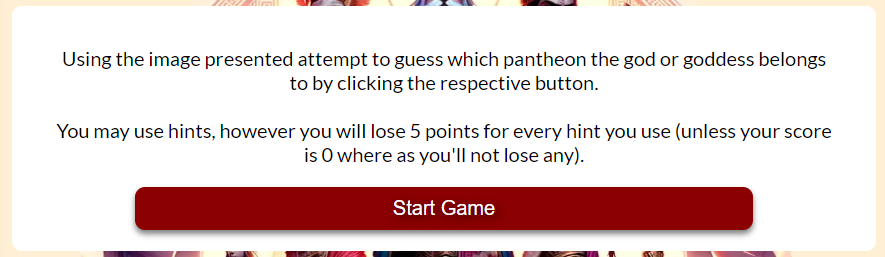 Using the image presented attempt to guess which pantheon the god or goddess belongs
to by clicking the respective button.
You may use hints, however you will lose 5 points for every hint you use (unless your score
is 0 where as you'll not lose any).
Start Game